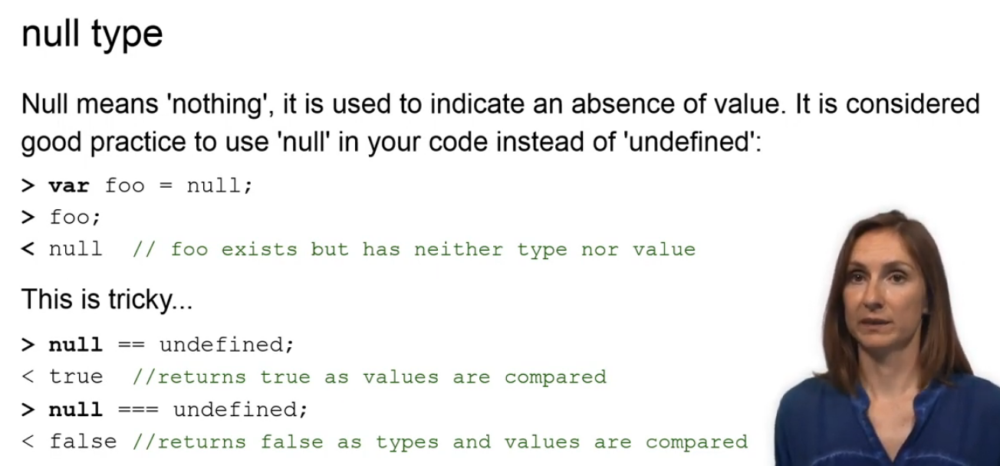 null type
Null means 'nothing', it is used to indicate an absence of value. It is considered
good practice to use 'null' in your code instead of 'undefined':
> var foo = null;
> foo;
< null  // foo exists but has neither type nor value
This is tricky...
> null == undefined;
< true  //returns true as values are compared
> null === undefined;
< false //returns false as types and values are compared